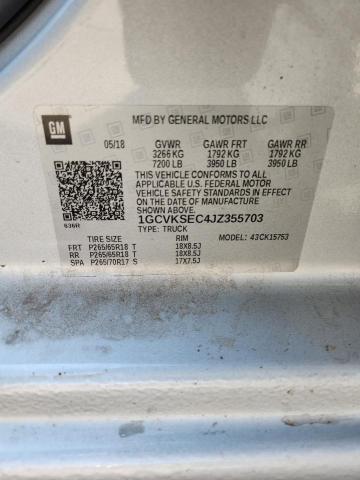 GM
MFD BY GENERAL MOTORS LLC
05/18 GVWR GAWR FRT GAWR RR
3266 KG 1792 KG 1792 KG
7200 LB 3950 LB 3950 LB
THIS VEHICLE CONFORMS TO ALL
APPLICABLE U.S. FEDERAL MOTOR
VEHICLE SAFETY STANDARDS IN
EFFECT ON THE DATE OF MANUFACTURE
SHOWN ABOVE.
1GCVKSEC4JZ355703
636R TYPE: TRUCK MODEL: 43CK15753
TIRE SIZE RIM
FRT P265/65R18 T 18X8.5J
RR P265/65R18 T 18X8.5J
SPA P265/70R17 S 17X7.5J